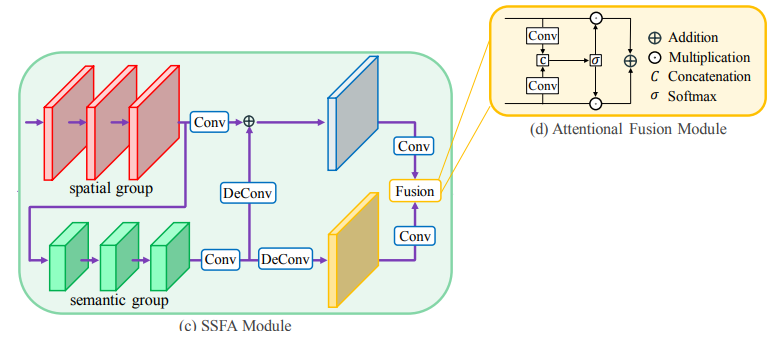 Conv
C
σ
Conv
Addition
Multiplication
C Concatenation
σ Softmax
(d) Attentional Fusion Module
Conv
spatial group
DeConv
Conv
Fusion
Conv
Conv
DeConv
semantic group
(c) SSFA Module